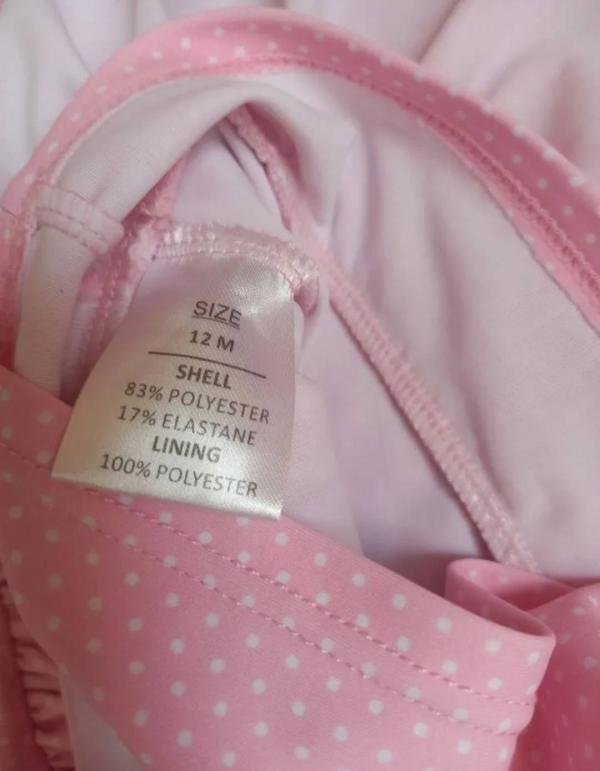 SIZE
12 M
SHELL
83% POLYESTER
17% ELASTANE
LINING
100% POLYESTER